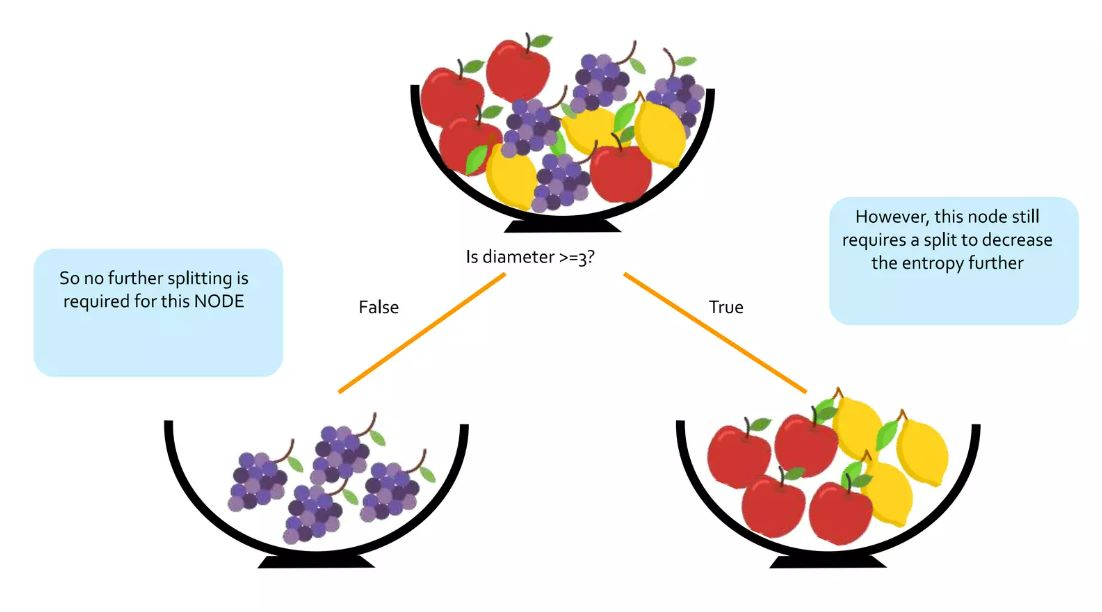 However, this node still
requires a split to decrease
the entropy further
Is diameter >=3?
So no further splitting is
required for this NODE
False
True